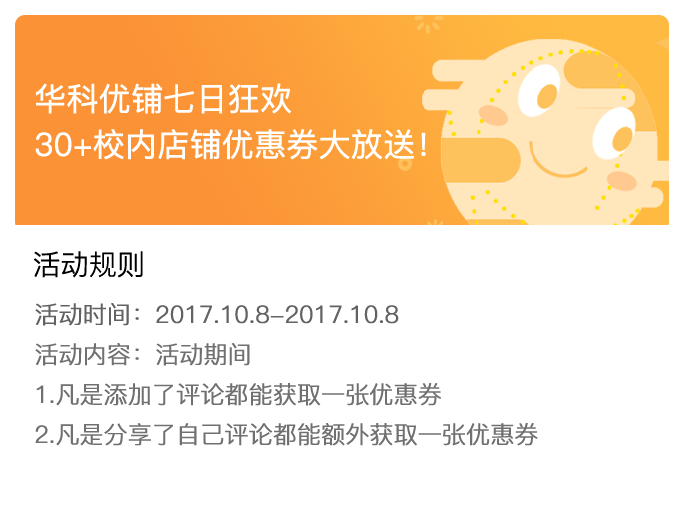 华科优铺七日狂欢
30+校内店铺优惠券大放送！
活动规则
活动时间：2017.10.8-2017.10.8
活动内容：活动期间
1.凡是添加了评论都能获取一张优惠券
2.凡是分享了自己评论都能额外获取一张优惠券